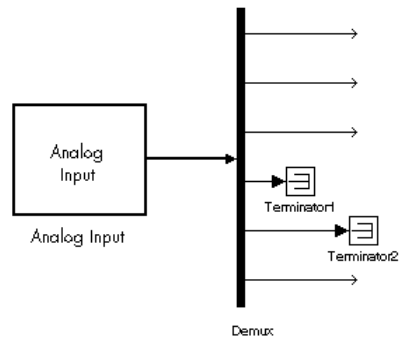 Analog
Input
Analog Input
Terminator1
Terminator2
Demux